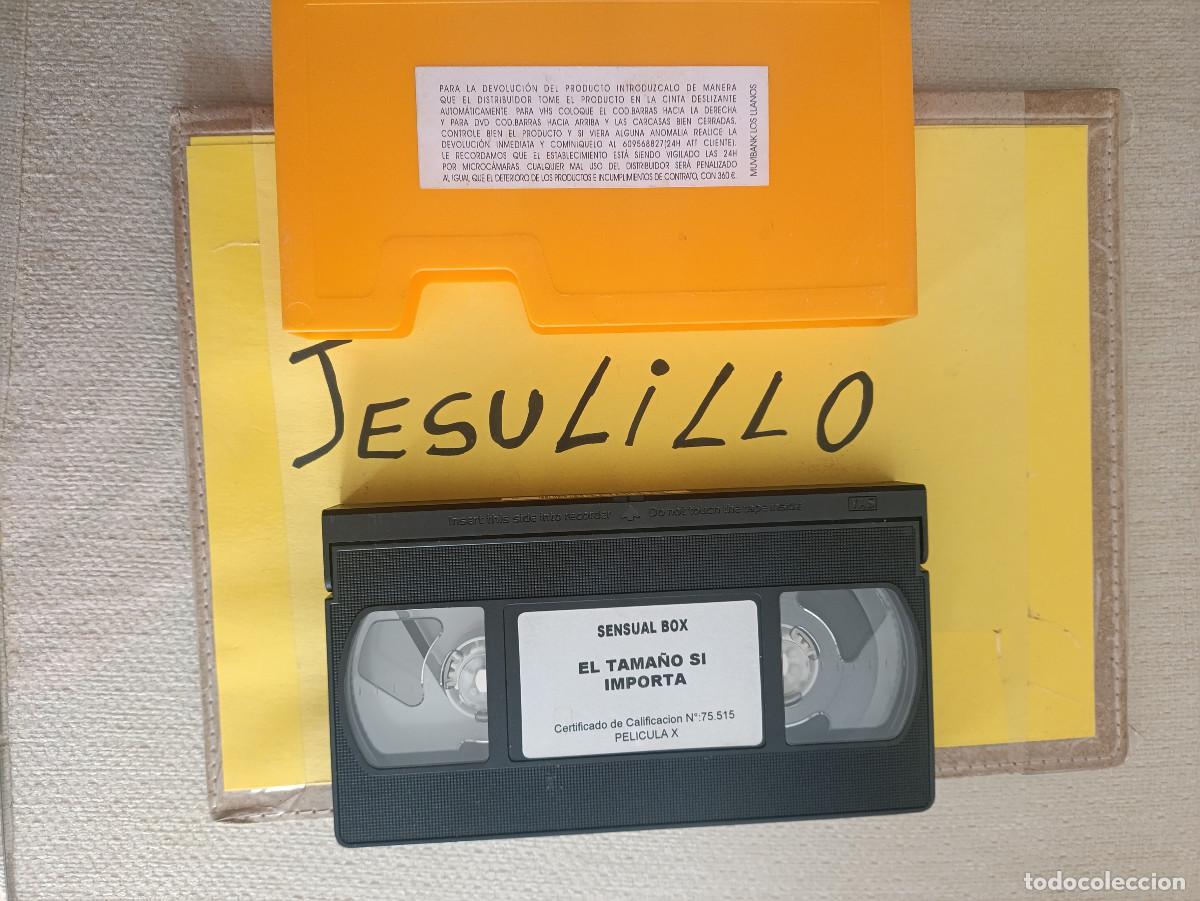 PARA LA DEVOLUCIÓN DEL PRODUCTO INTRODUZCALO DE MANERA
QUE EL DISTRIBUIDOR TOME EL PRODUCTO EN LA CINTA DESLIZANTE
AUTOMÁTICAMENTE. PARA VHS COLOQUE EL COD.BARRAS HACIA LA DERECHA
Y PARA DVD COD.BARRAS HACIA ARRIBA Y LAS CARCASAS BIEN CERRADAS.
CONTROLE BIEN EL PRODUCTO Y SI VIERA ALGUNA ANOMALIA REALICE LA
DEVOLUCIÓN INMEDIATA Y COMINIQUELO AL 609568827(24H ATT CLIENTE).
LE RECORDAMOS QUE EL ESTABLECIMIENTO ESTÁ SIENDO VIGILADO LAS 24H
POR MICROCÁMARAS. CUALQUIER MAL USO DEL DISTRIBUIDOR SERÁ PENALIZADO
AL IGUAL QUE EL DETERIORO DE LOS PRODUCTOS E INCUMPLIMIENTOS DE CONTRATO, CON 360 €.
MUVIBANK LOS LLANOS
JESULiLLO
Insert this side into recorder
Do not touch the tape inside
VHS
SENSUAL BOX
EL TAMAÑO SI
IMPORTA
Certificado de Calificacion N°:75.515
PELICULA X
todocoleccion